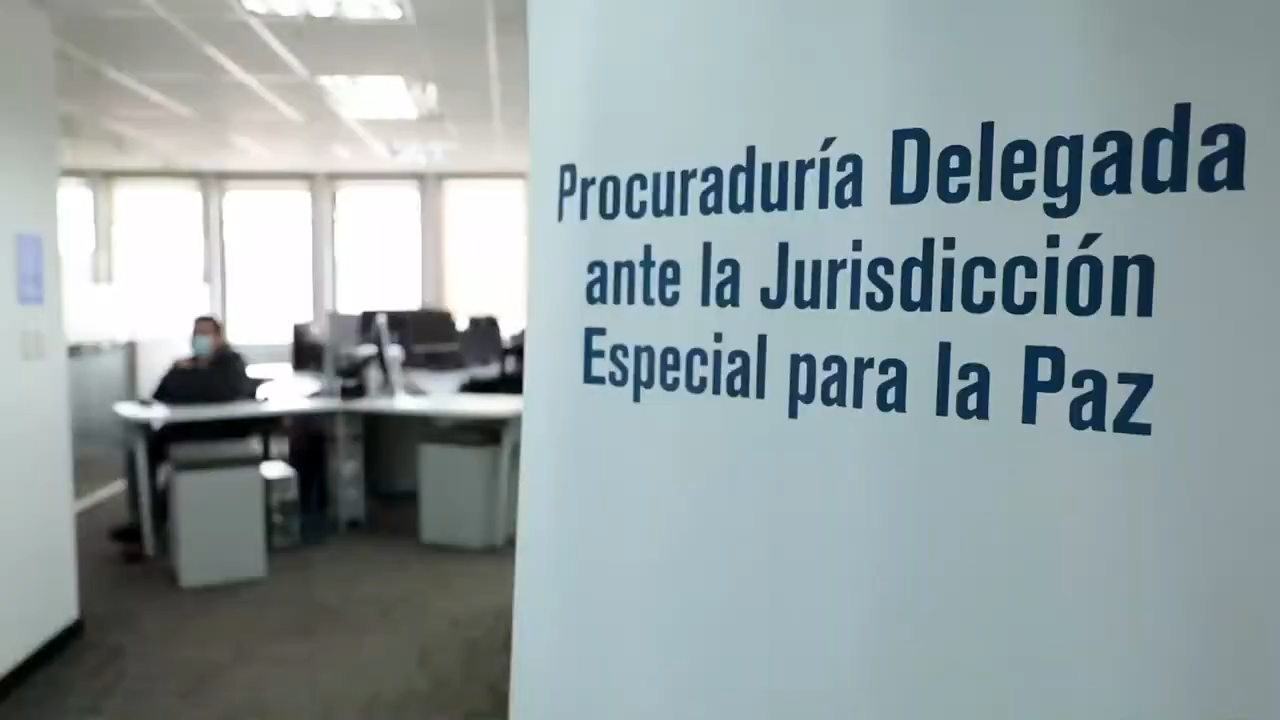 Procuraduría Delegada
ante la Jurisdicción
Especial para la Paz